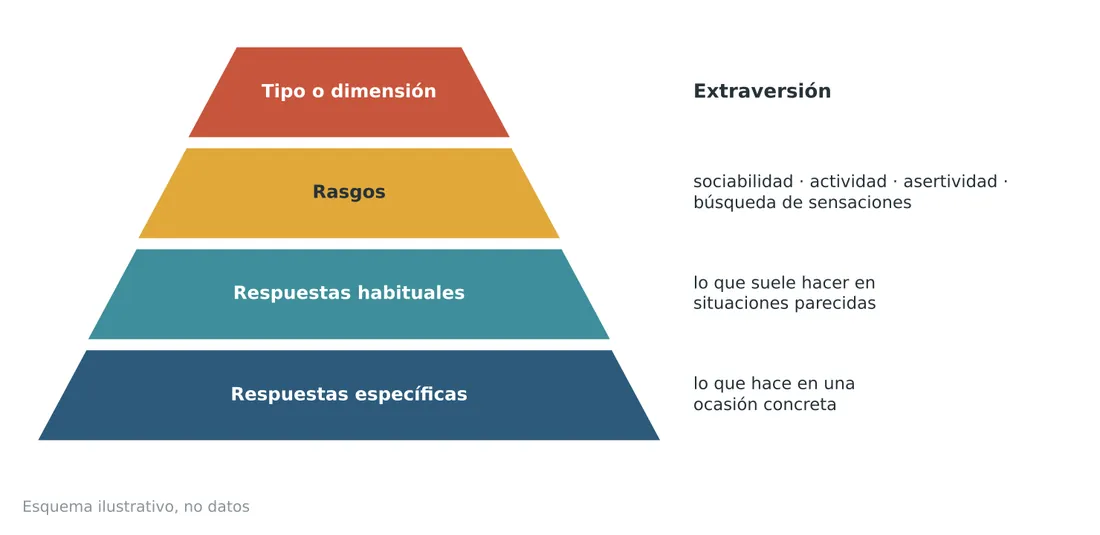 Tipo o dimensión
Extraversión
Rasgos
sociabilidad · actividad · asertividad ·
búsqueda de sensaciones
Respuestas habituales
lo que suele hacer en
situaciones parecidas
Respuestas específicas
lo que hace en una
ocasión concreta
Esquema ilustrativo, no datos